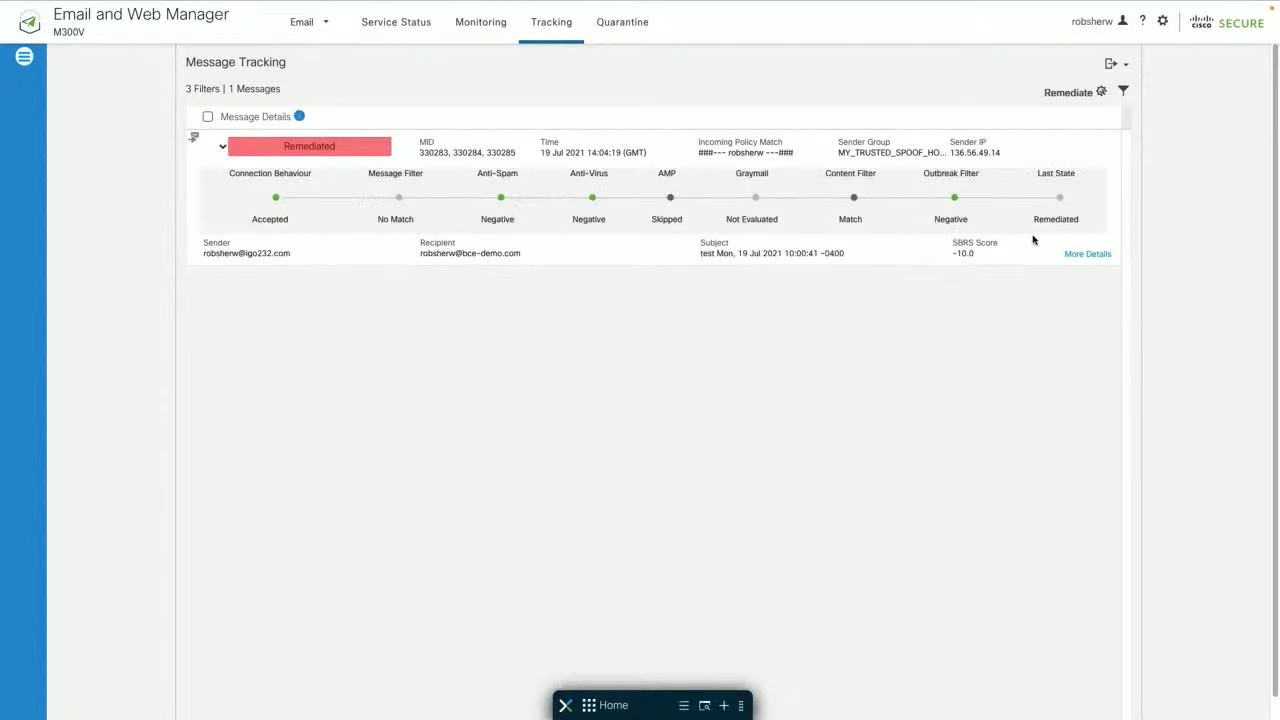 Email and Web Manager
M300V
Email Service Status Monitoring Tracking Quarantine
robsherw ? cisco SECURE
Message Tracking
3 Filters | 1 Messages
Remediate
Message Details
Remediated
MID Time Incoming Policy Match Sender Group Sender IP
330283, 330284, 330285 19 Jul 2021 14:04:19 (GMT) ###--- robsherw ---### MY_TRUSTED_SPOOF_HO... 136.56.49.14
Connection Behaviour Message Filter Anti-Spam Anti-Virus AMP Graymail Content Filter Outbreak Filter Last State
Accepted No Match Negative Negative Skipped Not Evaluated Match Negative Remediated
Sender Recipient Subject SBRS Score
robsherw@igo232.com robsherw@bce-demo.com test Mon, 19 Jul 2021 10:00:41 -0400 -10.0 More Details
Home